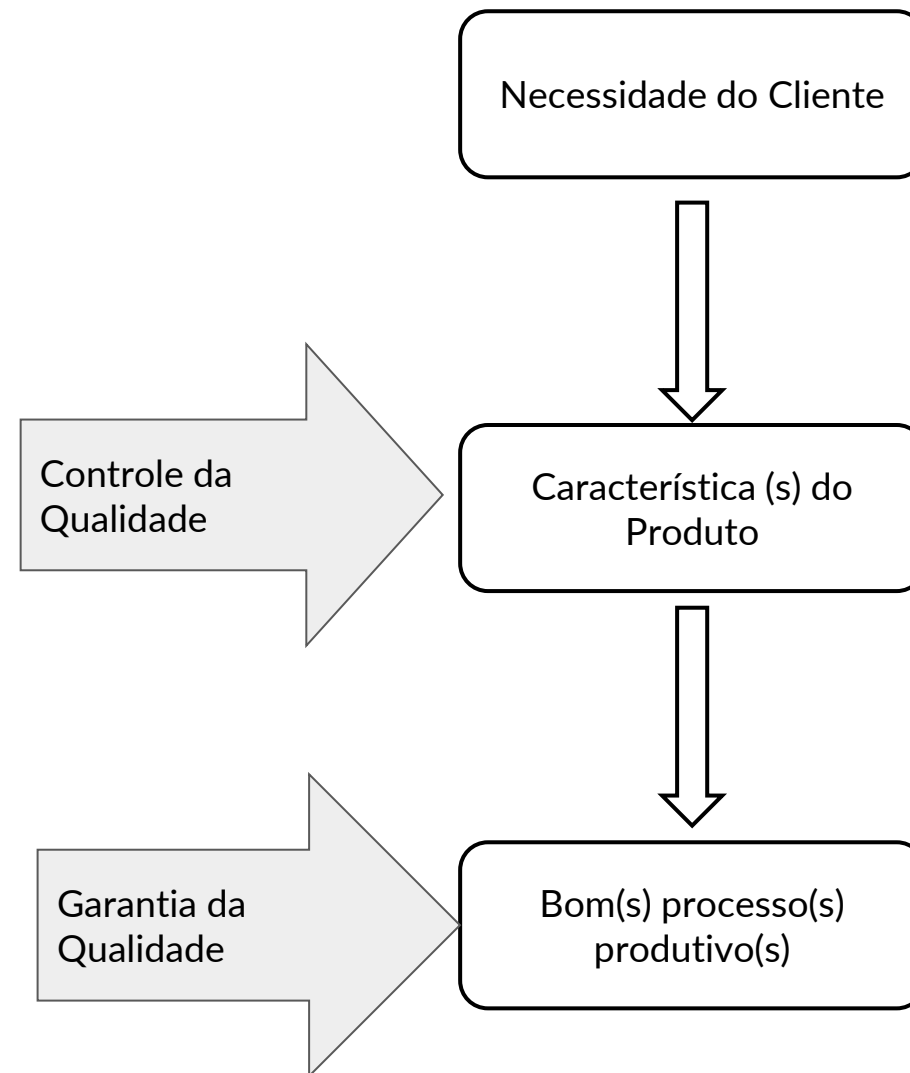 Necessidade do Cliente
Controle da
Qualidade
Característica (s) do
Produto
Garantia da
Qualidade
Bom(s) processo(s)
produtivo(s)